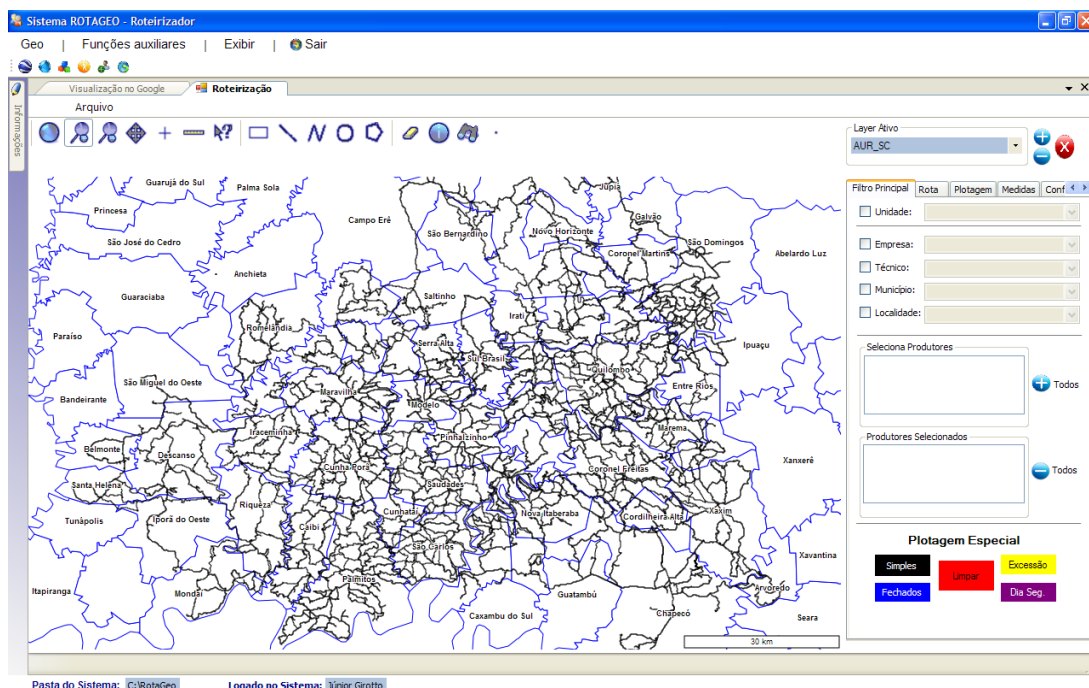 Sistema ROTAGEO - Roteirizador
Geo | Funções auxiliares | Exibir | Sair
Informações
Visualização no Google Roteirização
Arquivo
Layer Ativo
AUR_SC
Filtro Principal Rota Plotagem Medidas Conf
Unidade:
Empresa:
Técnico:
Município:
Localidade:
Seleciona Produtores
Todos
Produtores Selecionados
Todos
Plotagem Especial
Simples Limpar Excessão
Fechados Dia Seg.
Guarujá do Sul
Palma Sola
Júpia
Princesa
Campo Erê
Galvão
São Bernardino
Novo Horizonte
São José do Cedro
São Domingos
Coronel Martins
Abelardo Luz
Anchieta
Guaraciaba
Saltinho
Irati
Romelândia
Paraíso
Serra Alta
Ipuaçu
Sul Brasil
Quilombo
São Miguel do Oeste
Maravilha
Entre Rios
Bandeirante
Modelo
Iraceminha
Marema
Pinhalzinho
Belmonte
Descanso
Xanxerê
Cunha Porã
Coronel Freitas
Santa Helena
Saudades
Riqueza
Tunápolis
Iporã do Oeste
Cunhataí
Nova Itaberaba
Cordilheira Alta
Xaxim
Caibi
São Carlos
Xavantina
Palmitos
Itapiranga
Mondaí
Guatambú
Arvoredo
Caxambu do Sul
Chapecó
Seara
30 km
Pasta do Sistema: C:\RotaGeo Logado no Sistema: Júnior Girotto